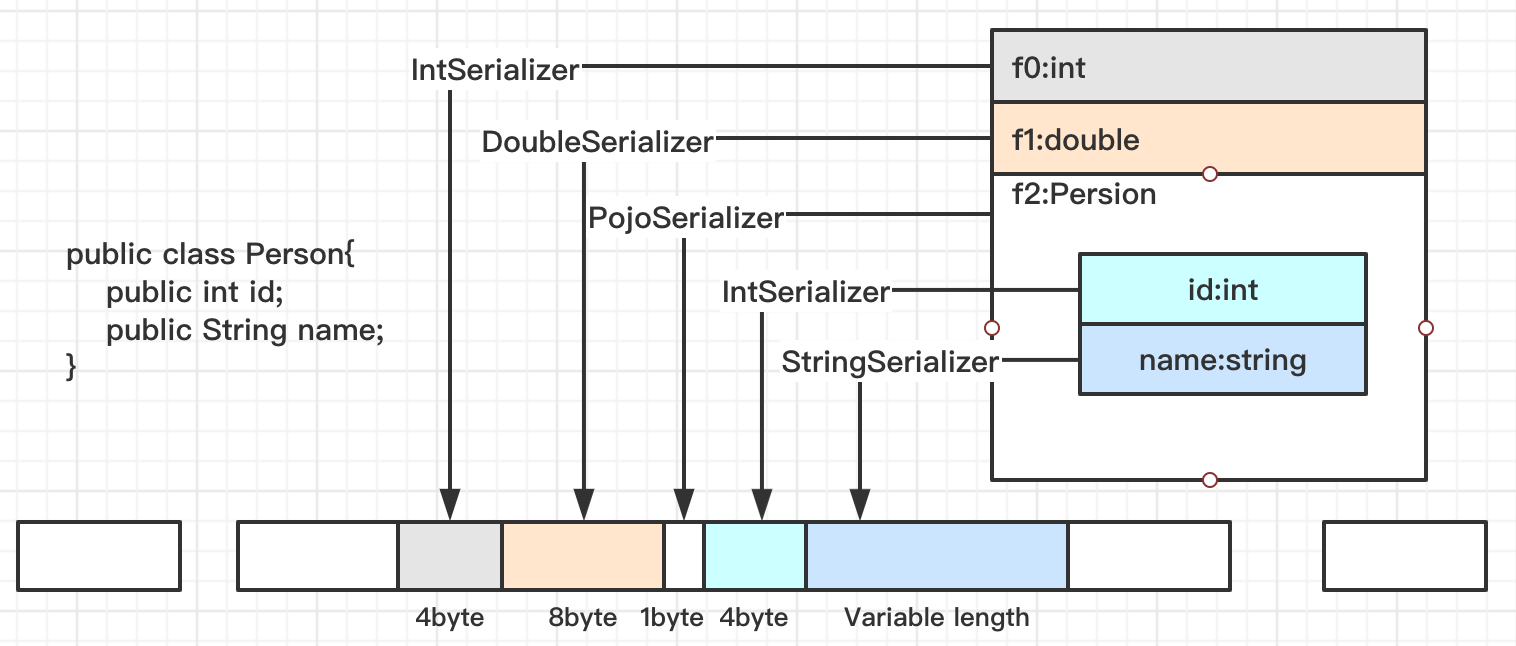 IntSerializer
f0:int
DoubleSerializer
f1:double
PojoSerializer
f2:Persion
public class Person{
public int id;
public String name;
}
IntSerializer
id:int
StringSerializer
name:string
4byte
8byte
1byte
4byte
Variable length